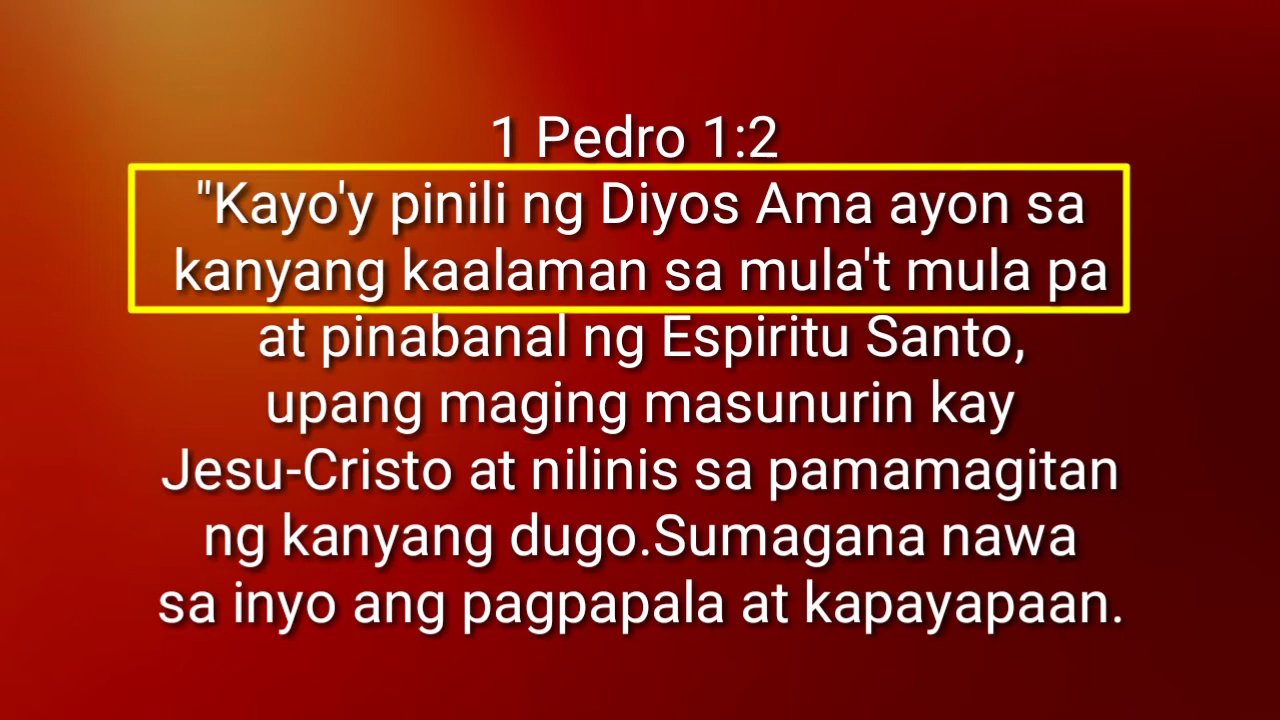 1 Pedro 1:2
"Kayo'y pinili ng Diyos Ama ayon sa
kanyang kaalaman sa mula't mula pa
at pinabanal ng Espiritu Santo,
upang maging masunurin kay
Jesu-Cristo at nilinis sa pamamagitan
ng kanyang dugo.Sumagana nawa
sa inyo ang pagpapala at kapayapaan.